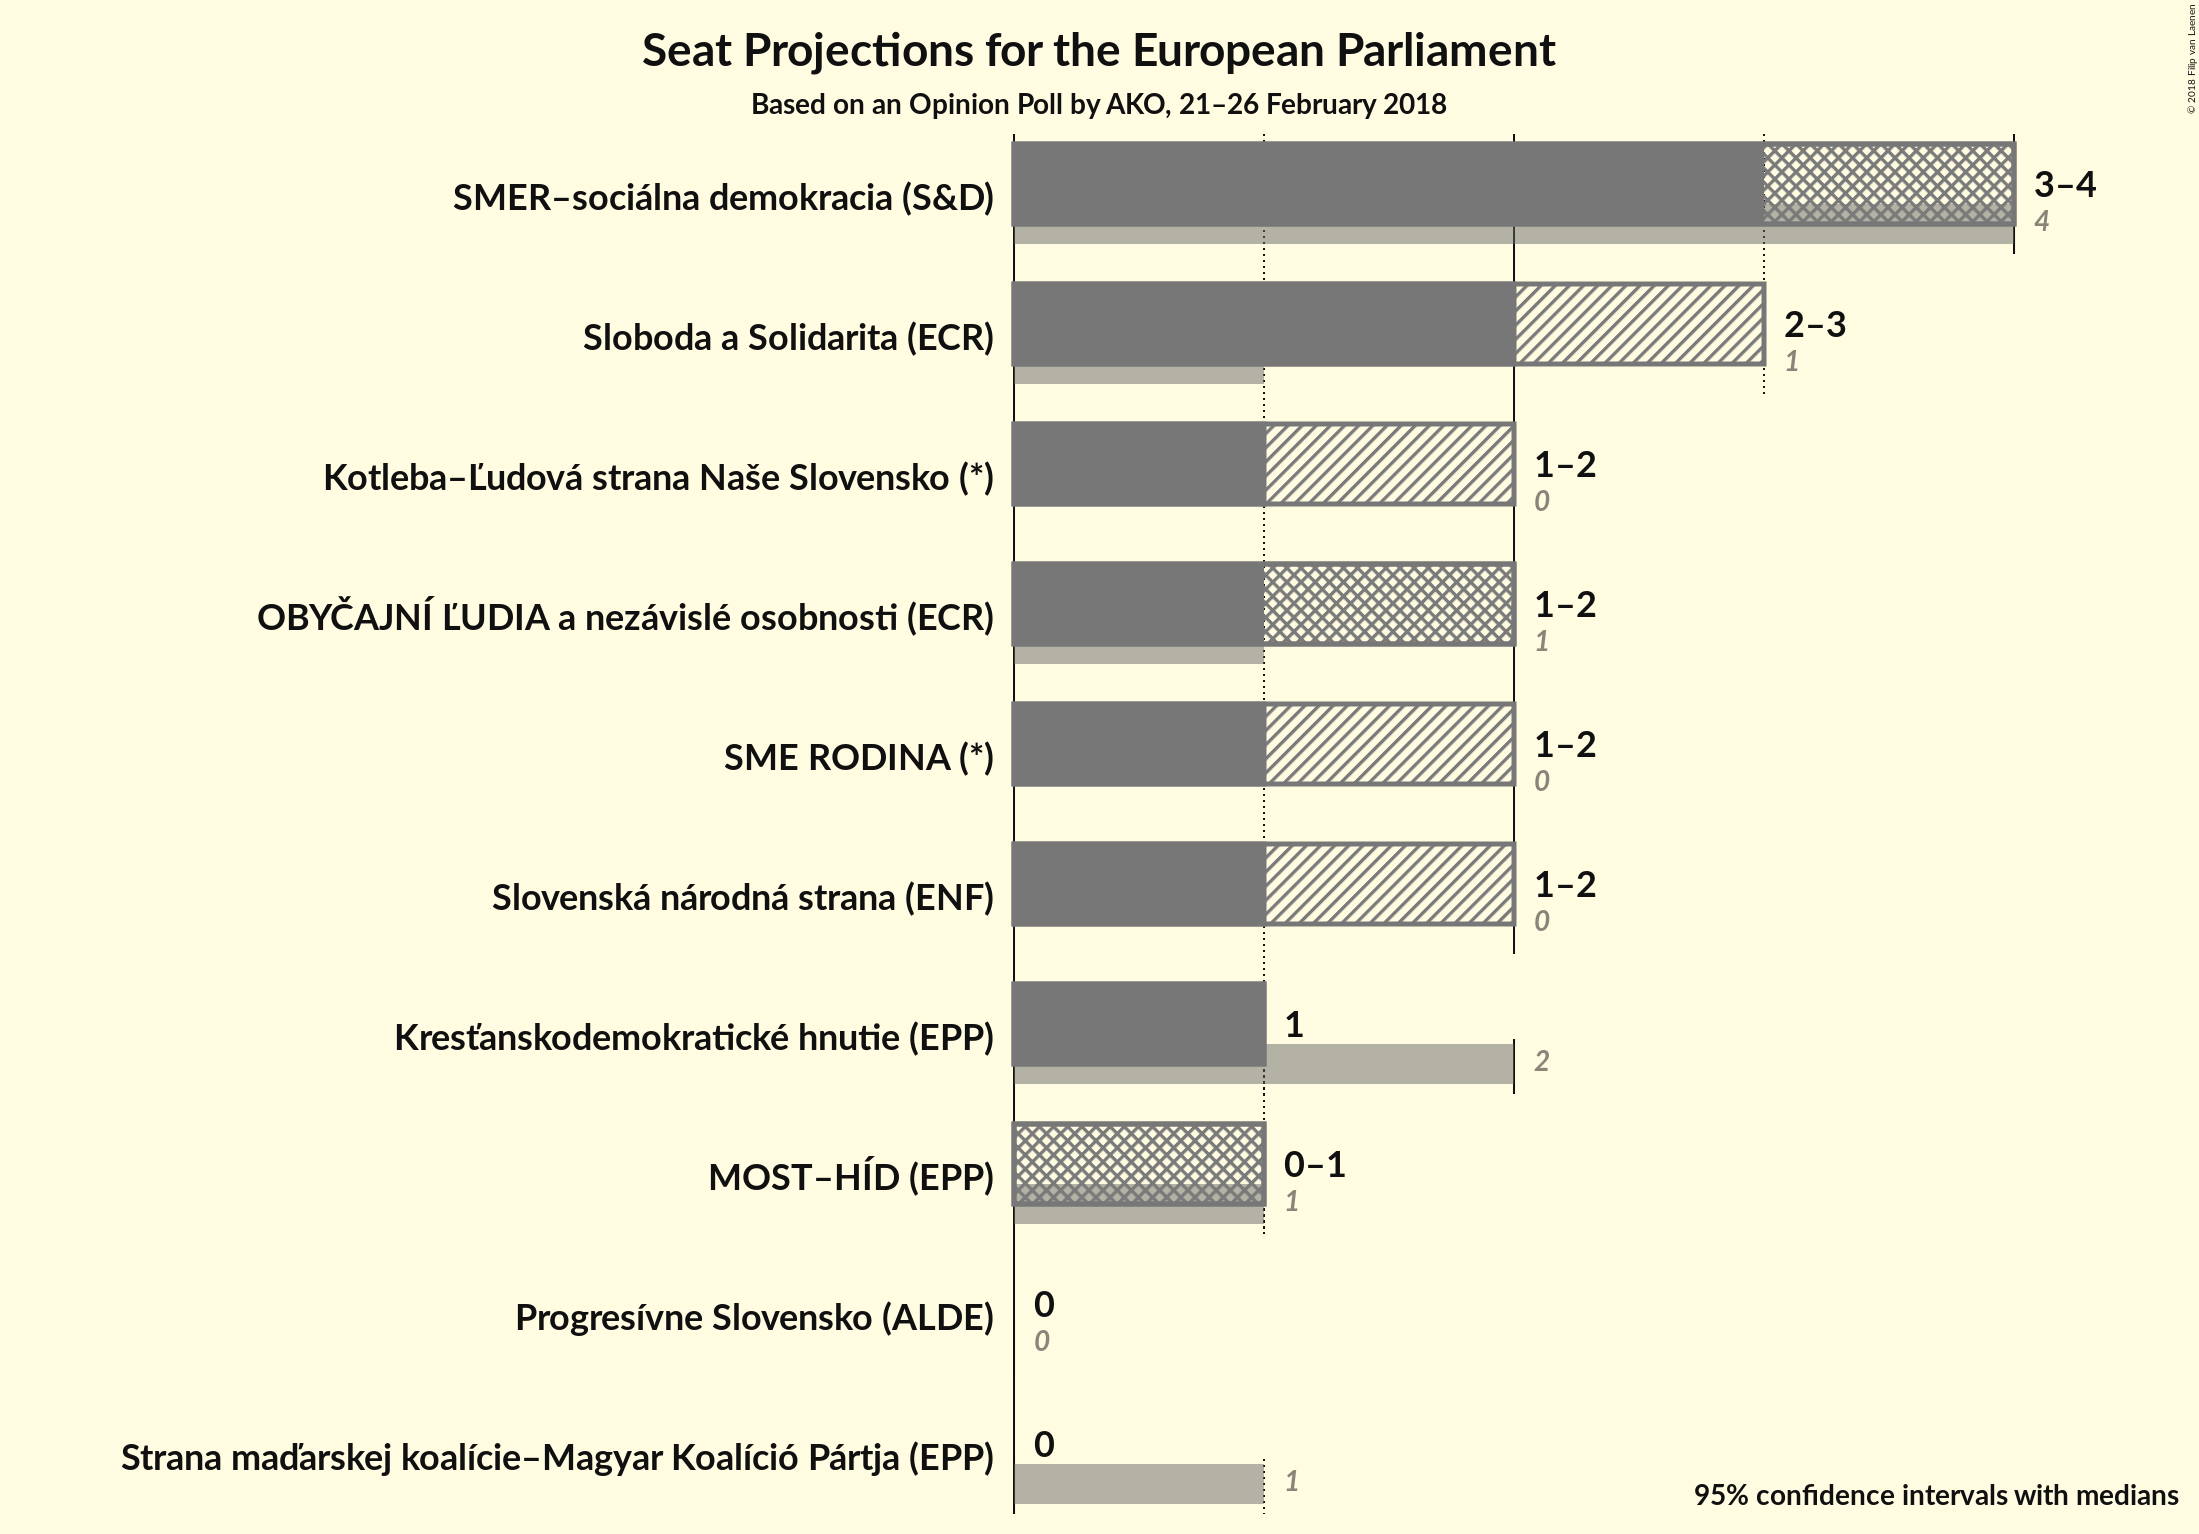 Seat Projections for the European Parliament
Based on an Opinion Poll by AKO, 21–26 February 2018
© 2018 Filip van Laenen
SMER–sociálna demokracia (S&D)
3–4
4
Sloboda a Solidarita (ECR)
2–3
1
Kotleba–Ľudová strana Naše Slovensko (*)
1–2
0
OBYČAJNÍ ĽUDIA a nezávislé osobnosti (ECR)
1–2
1
SME RODINA (*)
1–2
0
Slovenská národná strana (ENF)
1–2
0
Kresťanskodemokratické hnutie (EPP)
1
2
MOST–HÍD (EPP)
0–1
1
Progresívne Slovensko (ALDE)
0
0
Strana maďarskej koalície–Magyar Koalíció Pártja (EPP)
0
1
95% confidence intervals with medians